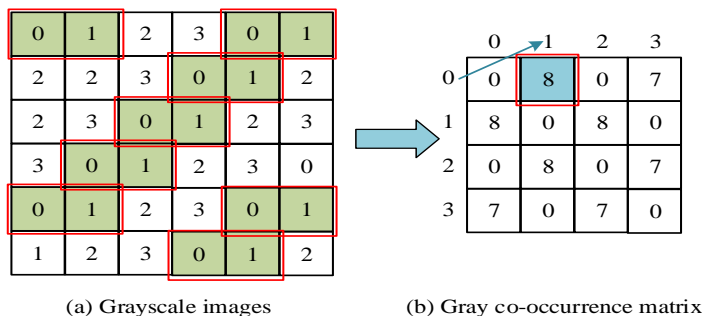 0 1 2 3 0 1
2 2 3 0 1 2
2 3 0 1 2 3
3 0 1 2 3 0
0 1 2 3 0 1
1 2 3 0 1 2
(a) Grayscale images
0 1 2 3
0 0 8 0 7
1 8 0 8 0
2 0 8 0 7
3 7 0 7 0
(b) Gray co-occurrence matrix